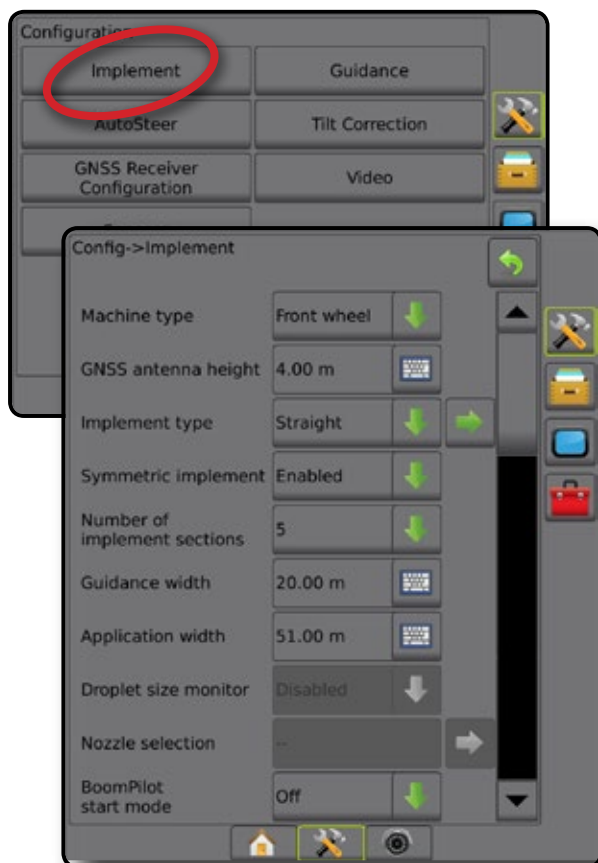 Configuration
Implement
Guidance
AutoSteer
Tilt Correction
GNSS Receiver
Configuration
Video
Config->Implement
Machine type
Front wheel
GNSS antenna height
4.00 m
Implement type
Straight
Symmetric implement
Enabled
Number of
implement sections
5
Guidance width
20.00 m
Application width
51.00 m
Droplet size monitor
Disabled
Nozzle selection
--
BoomPilot
start mode
Off